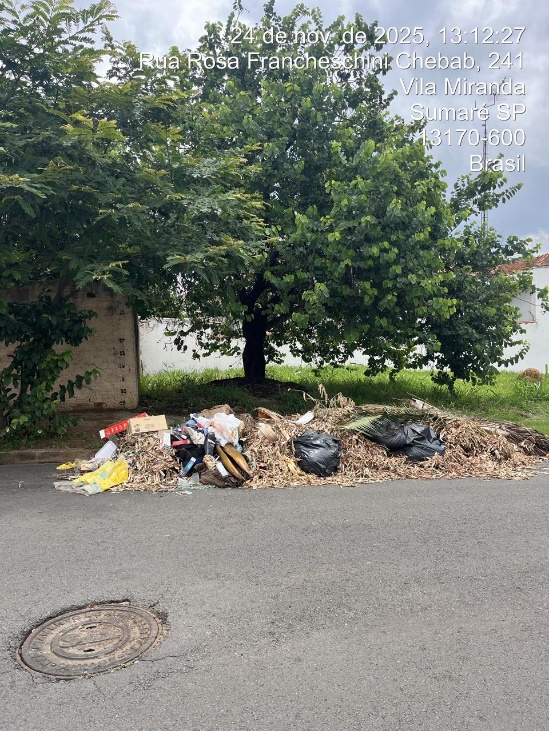 24 de nov. de 2025, 13:12:27
Rua Rosa Francheschini Chebab, 241
Vila Miranda
Sumaré SP
13170-600
Brasil